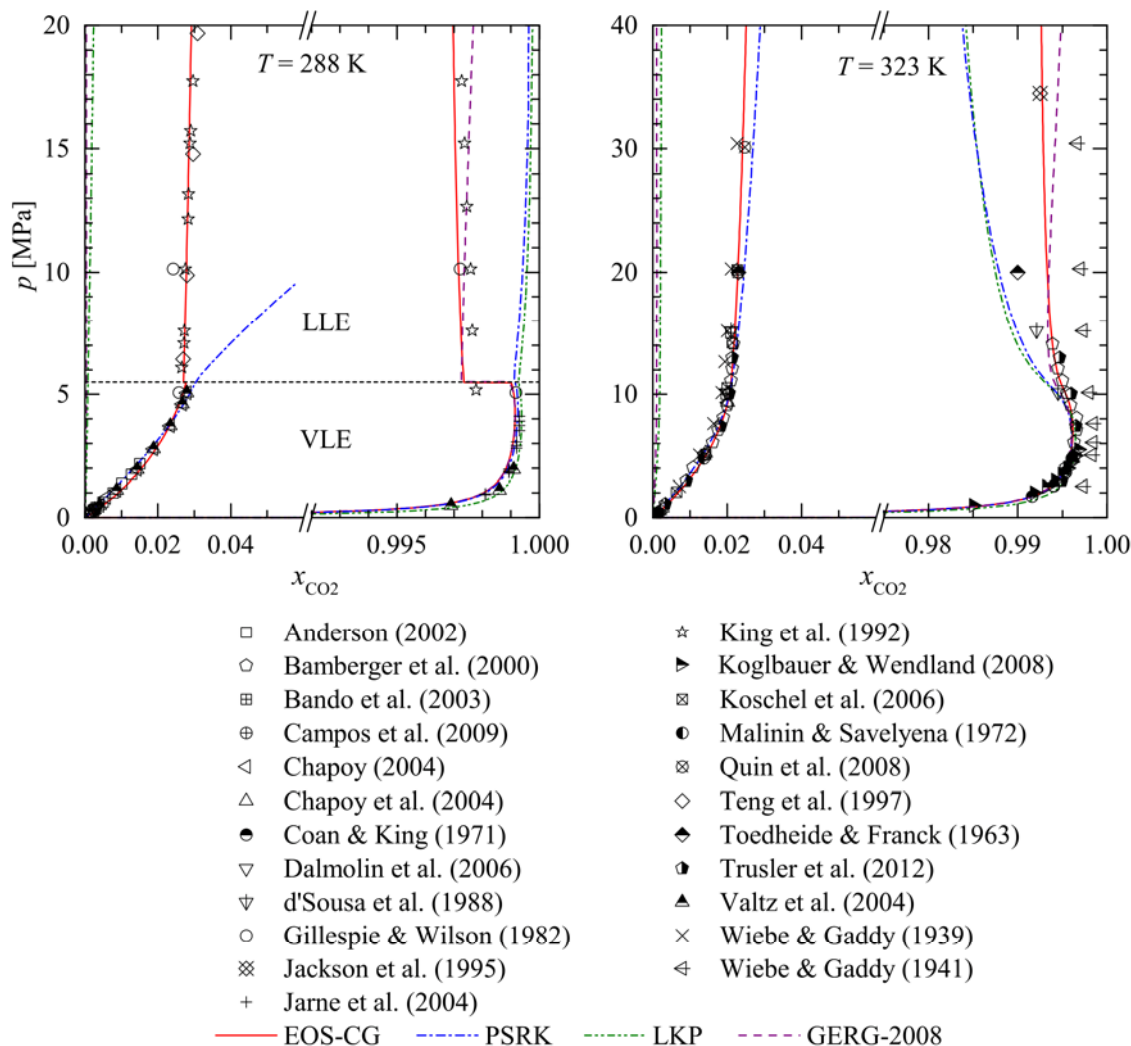 20
15
10
5
0
p [MPa]
T = 288 K
LLE
VLE
0.00 0.02 0.04 0.995 1.000
xCO2
40
30
20
10
0
T = 323 K
0.00 0.02 0.04 0.98 0.99 1.00
xCO2
Anderson (2002)
Bamberger et al. (2000)
Bando et al. (2003)
Campos et al. (2009)
Chapoy (2004)
Chapoy et al. (2004)
Coan & King (1971)
Dalmolin et al. (2006)
d'Sousa et al. (1988)
Gillespie & Wilson (1982)
Jackson et al. (1995)
Jarne et al. (2004)
King et al. (1992)
Koglbauer & Wendland (2008)
Koschel et al. (2006)
Malinin & Savelyena (1972)
Quin et al. (2008)
Teng et al. (1997)
Toedheide & Franck (1963)
Trusler et al. (2012)
Valtz et al. (2004)
Wiebe & Gaddy (1939)
Wiebe & Gaddy (1941)
EOS-CG PSRK LKP GERG-2008